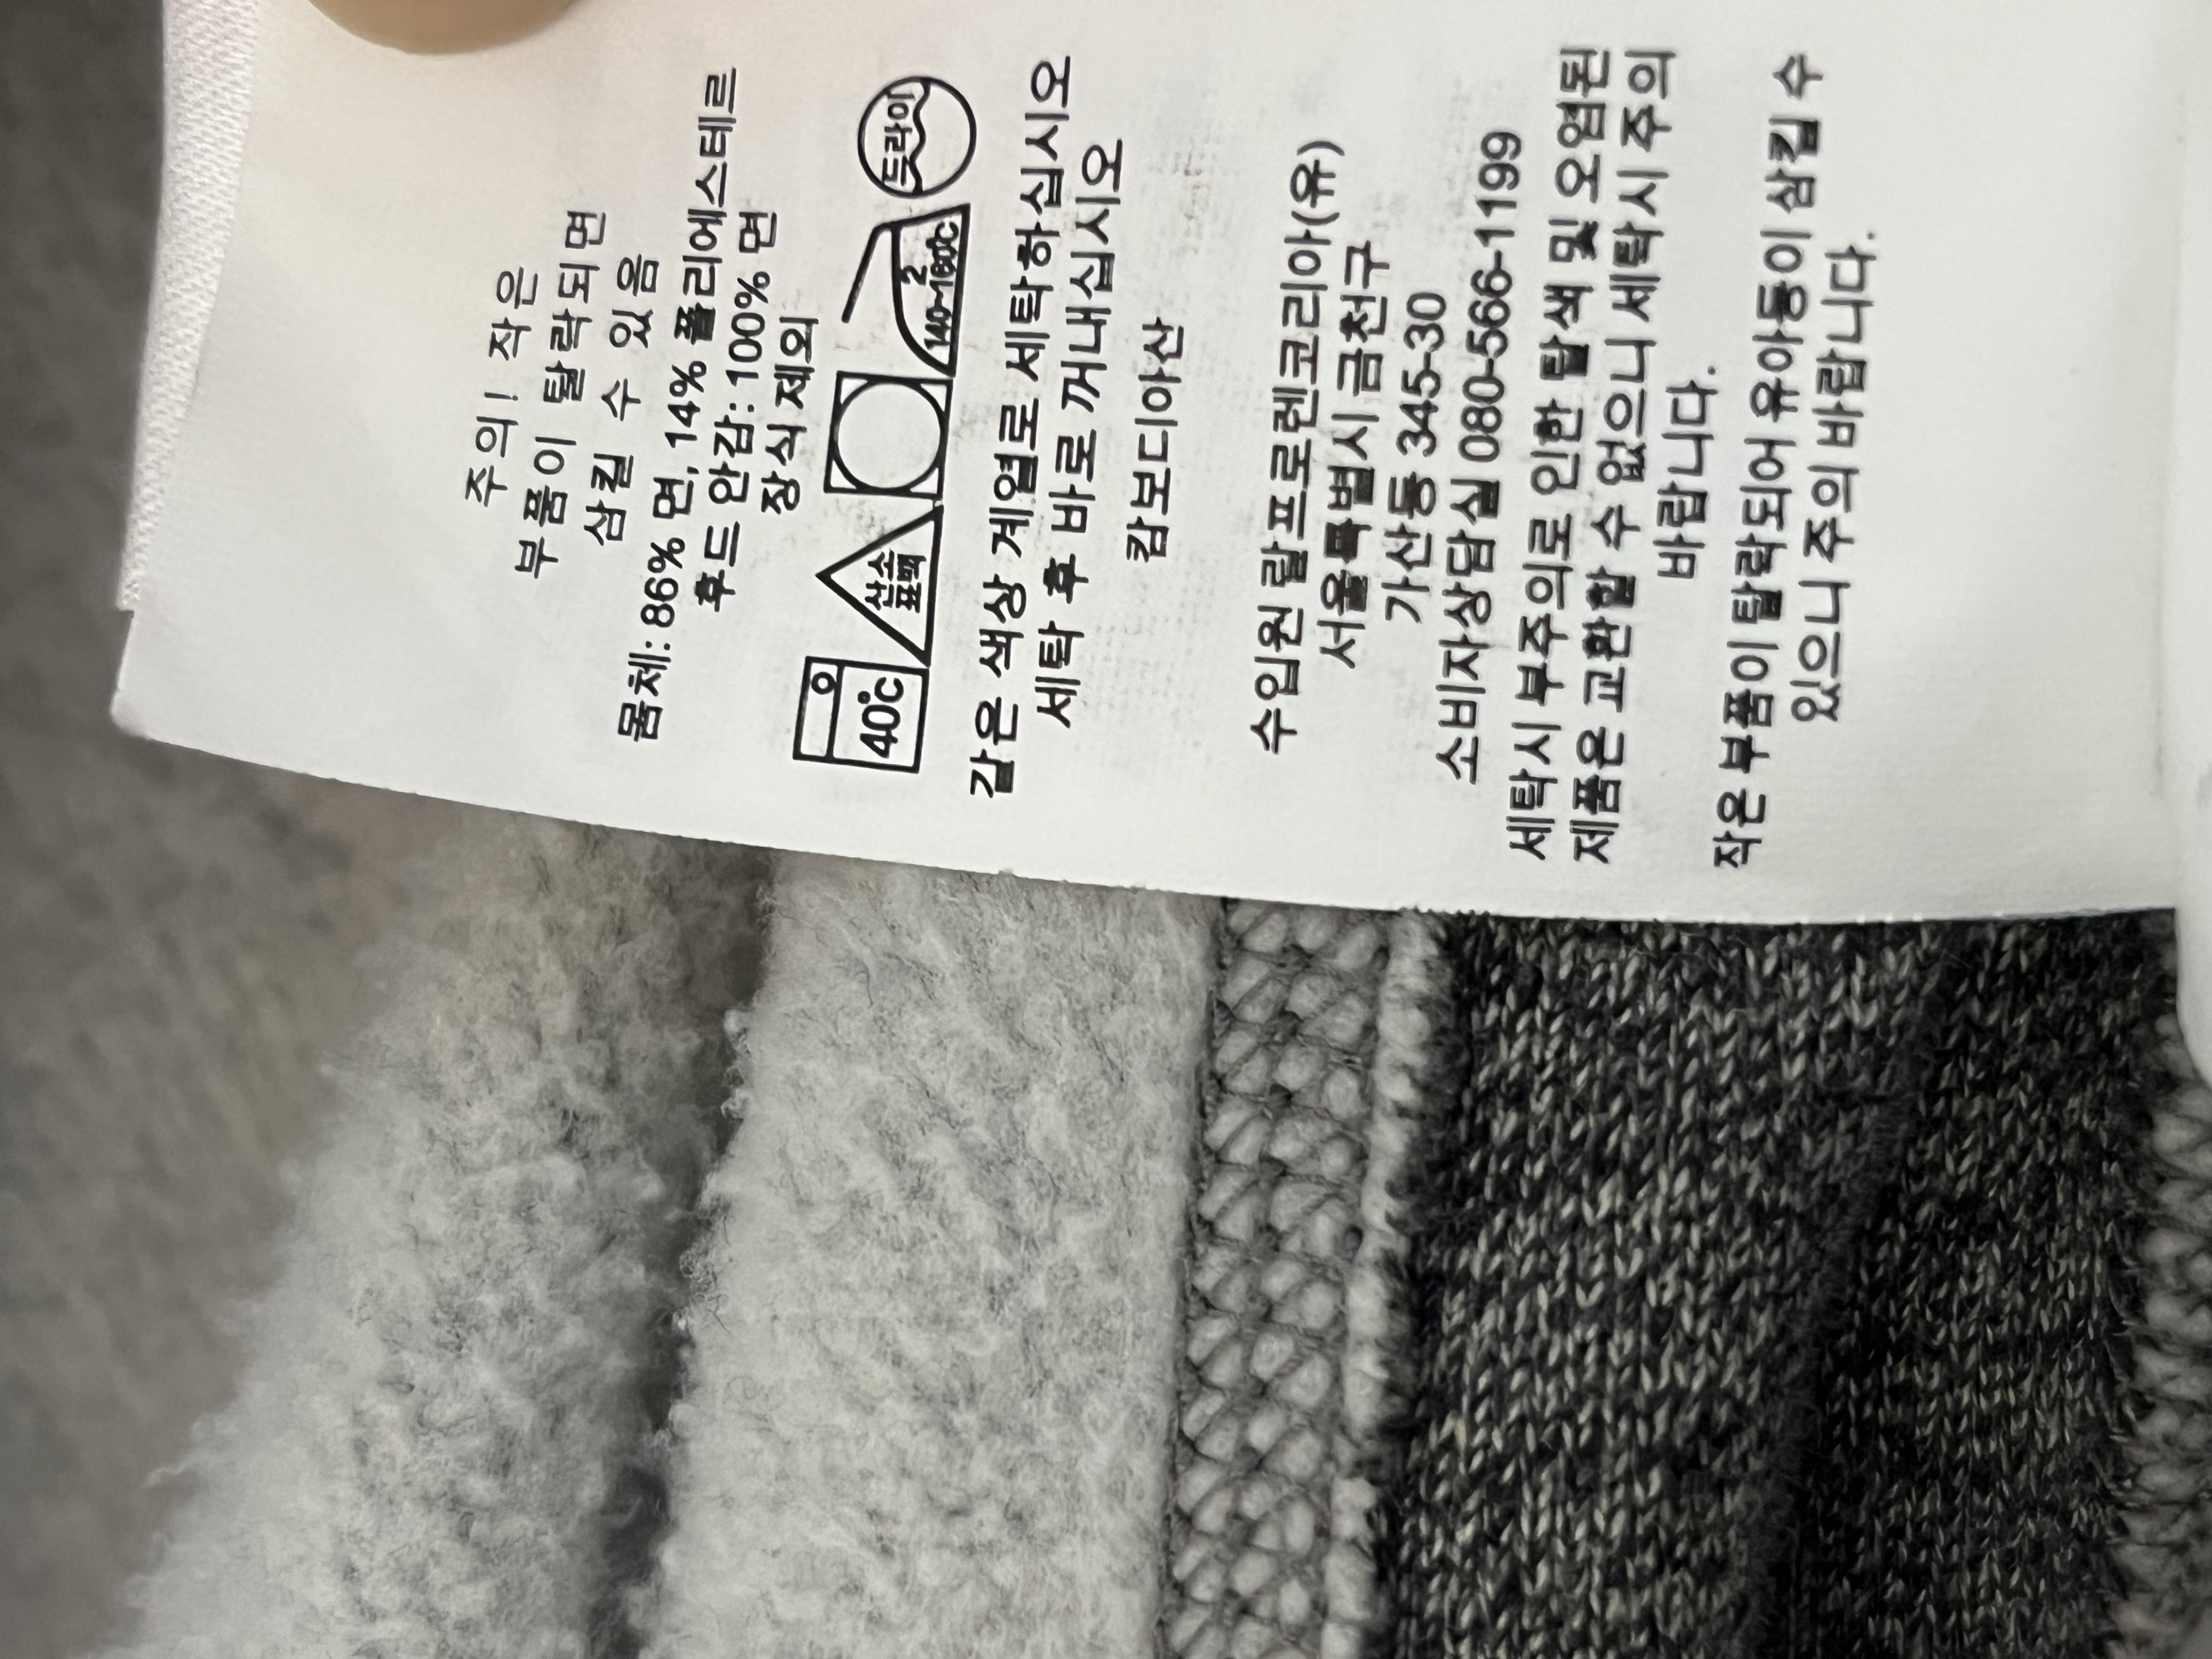 주의! 작은
부품이 탈락되면
삼킬 수 있음
몸체: 86% 면, 14% 폴리에스테르
후드 안감: 100% 면
장식 제외
40℃
산소
표백
2
140~160℃
드라이
같은 색상 계열로 세탁하십시오
세탁 후 바로 꺼내십시오
캄보디아산
수입원 랄프로렌코리아(유)
서울특별시 금천구
가산동 345-30
소비자상담실 080-566-1199
세탁시 부주의로 인한 탈색 및 오염된
제품은 교환할 수 없으니 세탁시 주의
바랍니다.
작은 부품이 탈락되어 유아등이 삼킬 수
있으니 주의 바랍니다.